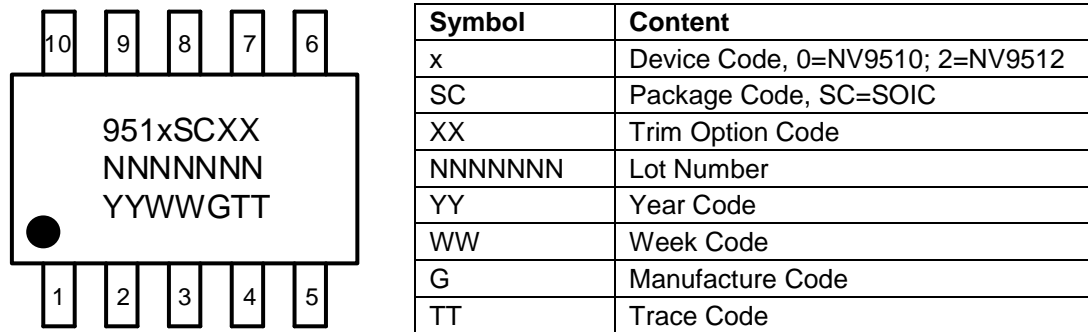 10 9 8 7 6
951xSCXX
NNNNNNN
YYWWGTT
1 2 3 4 5
Symbol Content
x Device Code, 0=NV9510; 2=NV9512
SC Package Code, SC=SOIC
XX Trim Option Code
NNNNNNN Lot Number
YY Year Code
WW Week Code
G Manufacture Code
TT Trace Code